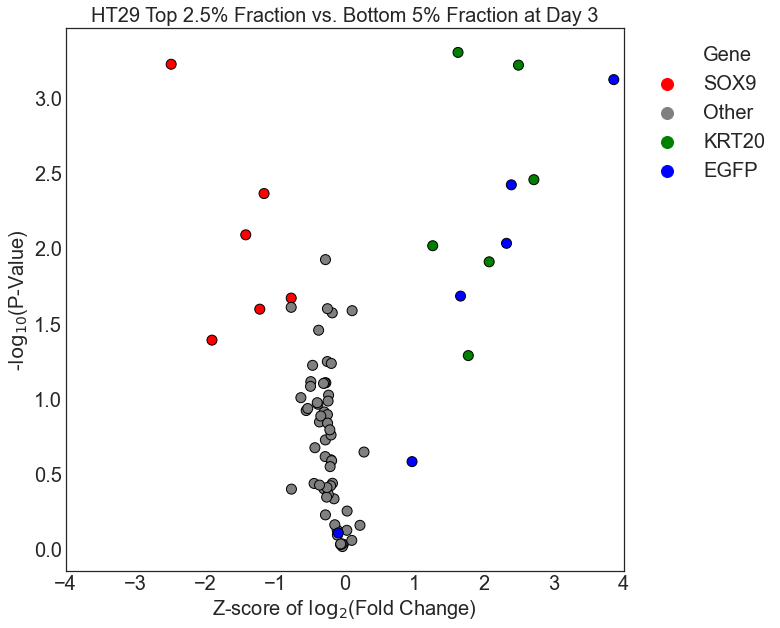 HT29 Top 2.5% Fraction vs. Bottom 5% Fraction at Day 3
Gene
SOX9
Other
KRT20
EGFP
-log₁₀(P-Value)
3.0
2.5
2.0
1.5
1.0
0.5
0.0
−4 −3 −2 −1 0 1 2 3 4
Z-score of log₂(Fold Change)